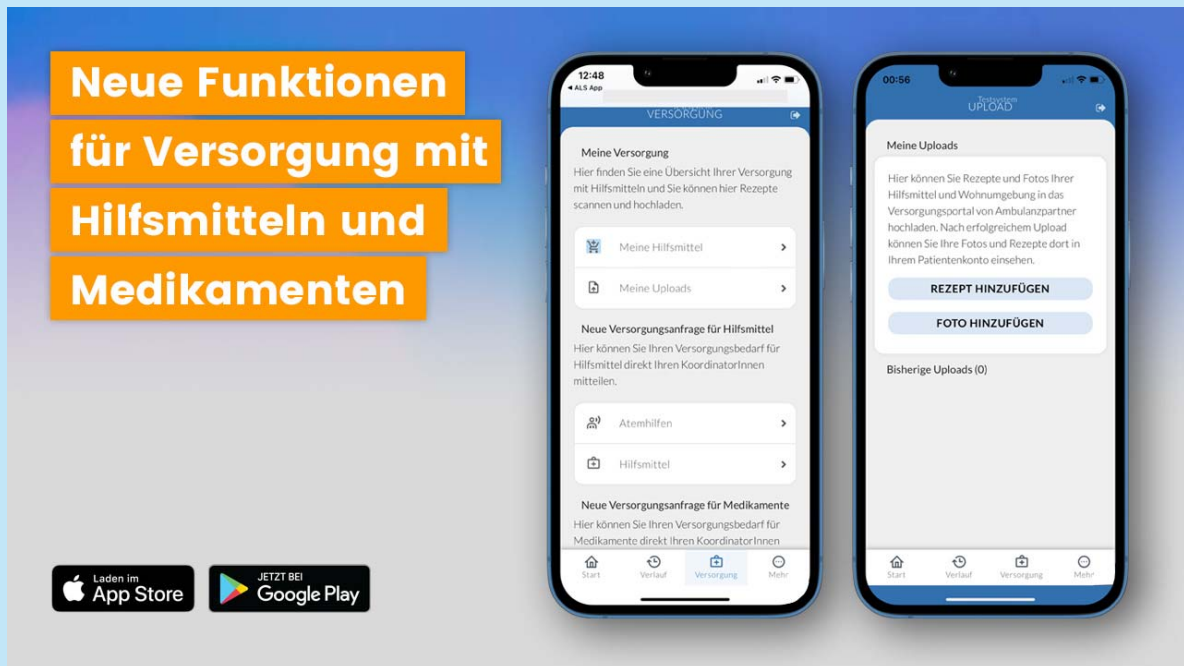 Neue Funktionen
für Versorgung mit
Hilfsmitteln und
Medikamenten
Laden im
App Store
JETZT BEI
Google Play
12:48
ALS App
VERSORGUNG
Meine Versorgung
Hier finden Sie eine Übersicht Ihrer Versorgung
mit Hilfsmitteln und Sie können hier Rezepte
scannen und hochladen.
Meine Hilfsmittel
Meine Uploads
Neue Versorgungsanfrage für Hilfsmittel
Hier können Sie Ihren Versorgungsbedarf für
Hilfsmittel direkt Ihren KoordinatorInnen
mitteilen.
Atemhilfen
Hilfsmittel
Neue Versorgungsanfrage für Medikamente
Hier können Sie Ihren Versorgungsbedarf für
Medikamente direkt Ihren KoordinatorInnen
Start
Verlauf
Versorgung
Mehr
00:56
Testsystem
UPLOAD
Meine Uploads
Hier können Sie Rezepte und Fotos Ihrer
Hilfsmittel und Wohnumgebung in das
Versorgungsportal von Ambulanzpartner
hochladen. Nach erfolgreichem Upload
können Sie Ihre Fotos und Rezepte dort in
Ihrem Patientenkonto einsehen.
REZEPT HINZUFÜGEN
FOTO HINZUFÜGEN
Bisherige Uploads (0)
Start
Verlauf
Versorgung
Mehr